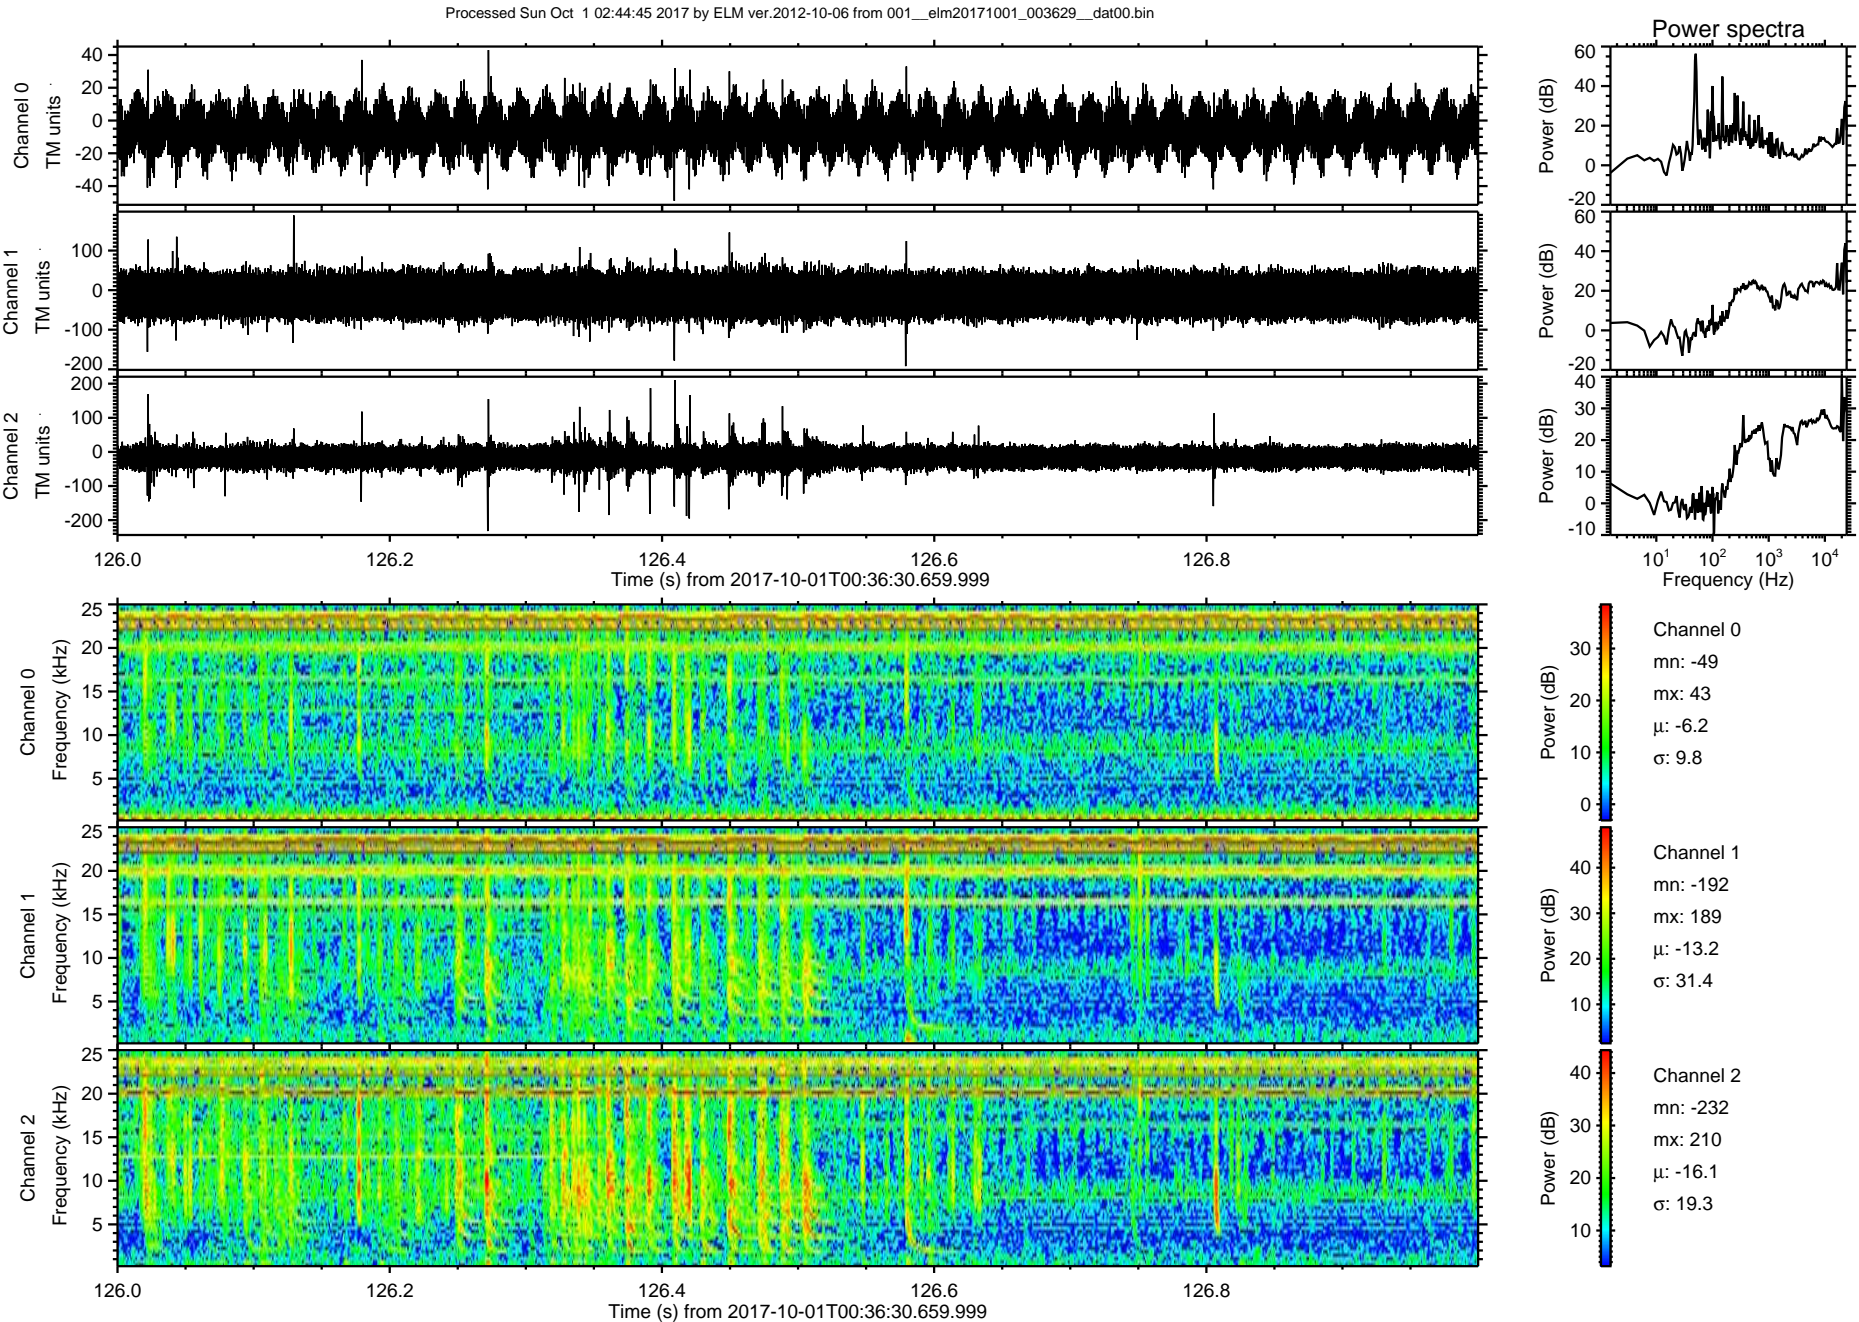 Processed Sun Oct 1 02:44:45 2017 by ELM ver.2012-10-06 from 001__elm20171001_003629__dat00.bin
Power spectra
Channel 0
TM units
40
20
0
-20
-40
Power (dB)
60
40
20
0
-20
Channel 1
TM units
100
0
-100
-200
Power (dB)
60
40
20
0
-20
Channel 2
TM units
200
100
0
-100
-200
Power (dB)
40
30
20
10
0
-10
126.0 126.2 126.4 126.6 126.8
Time (s) from 2017-10-01T00:36:30.659.999
10^1 10^2 10^3 10^4
Frequency (Hz)
Channel 0
Frequency (kHz)
25
20
15
10
5
Power (dB)
30
20
10
0
Channel 0
mn: -49
mx: 43
μ: -6.2
σ: 9.8
Channel 1
Frequency (kHz)
25
20
15
10
5
Power (dB)
40
30
20
10
Channel 1
mn: -192
mx: 189
μ: -13.2
σ: 31.4
Channel 2
Frequency (kHz)
25
20
15
10
5
Power (dB)
40
30
20
10
Channel 2
mn: -232
mx: 210
μ: -16.1
σ: 19.3
126.0 126.2 126.4 126.6 126.8
Time (s) from 2017-10-01T00:36:30.659.999